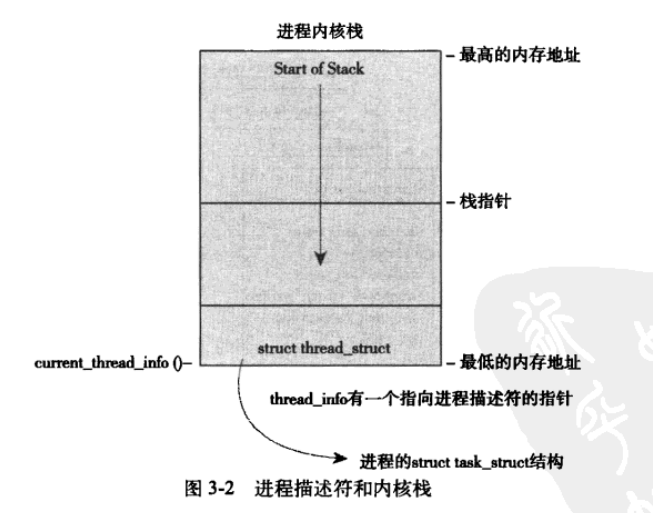 进程内核栈
最高的内存地址
Start of Stack
栈指针
struct thread_struct
current_thread_info ()
最低的内存地址
thread_info有一个指向进程描述符的指针
进程的struct task_struct结构
图 3-2 进程描述符和内核栈